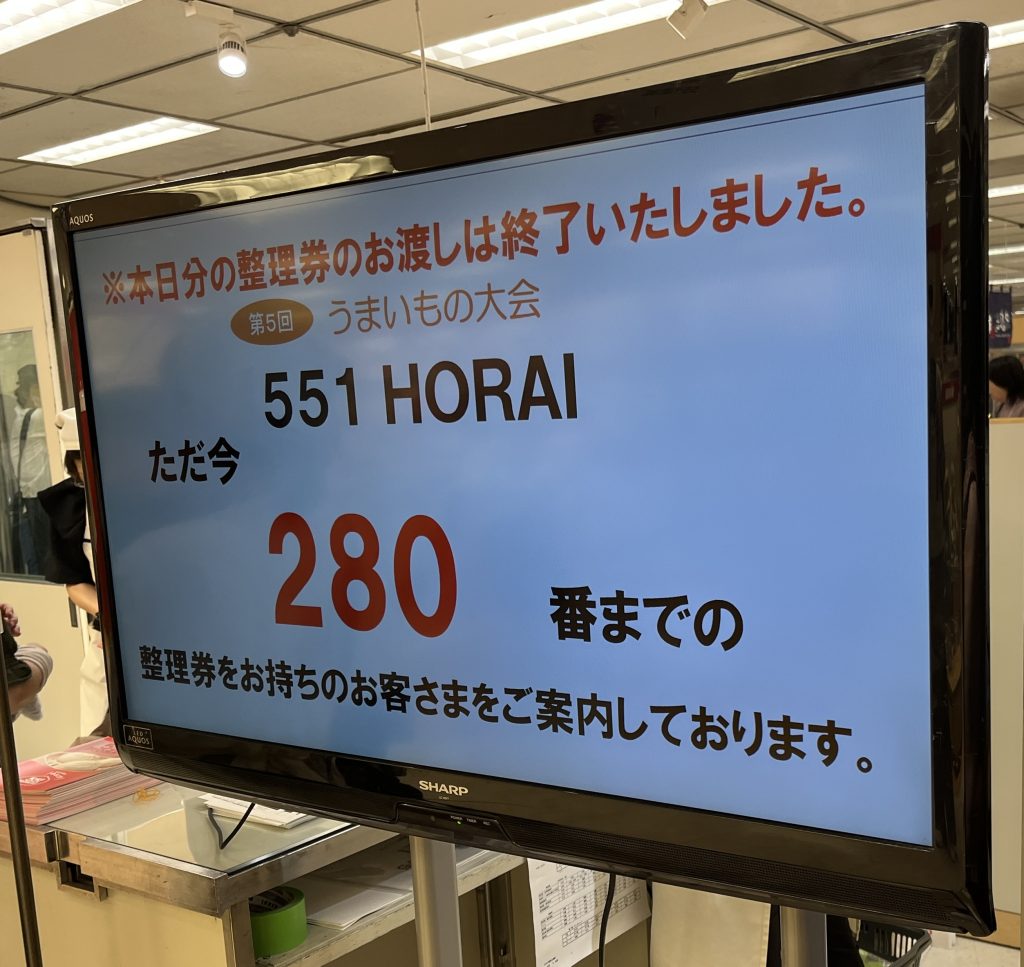 AQUOS
※本日分の整理券のお渡しは終了いたしました。
第5回 うまいもの大会
551 HORAI
ただ今
280 番までの
整理券をお持ちのお客さまをご案内しております。
LED AQUOS
SHARP